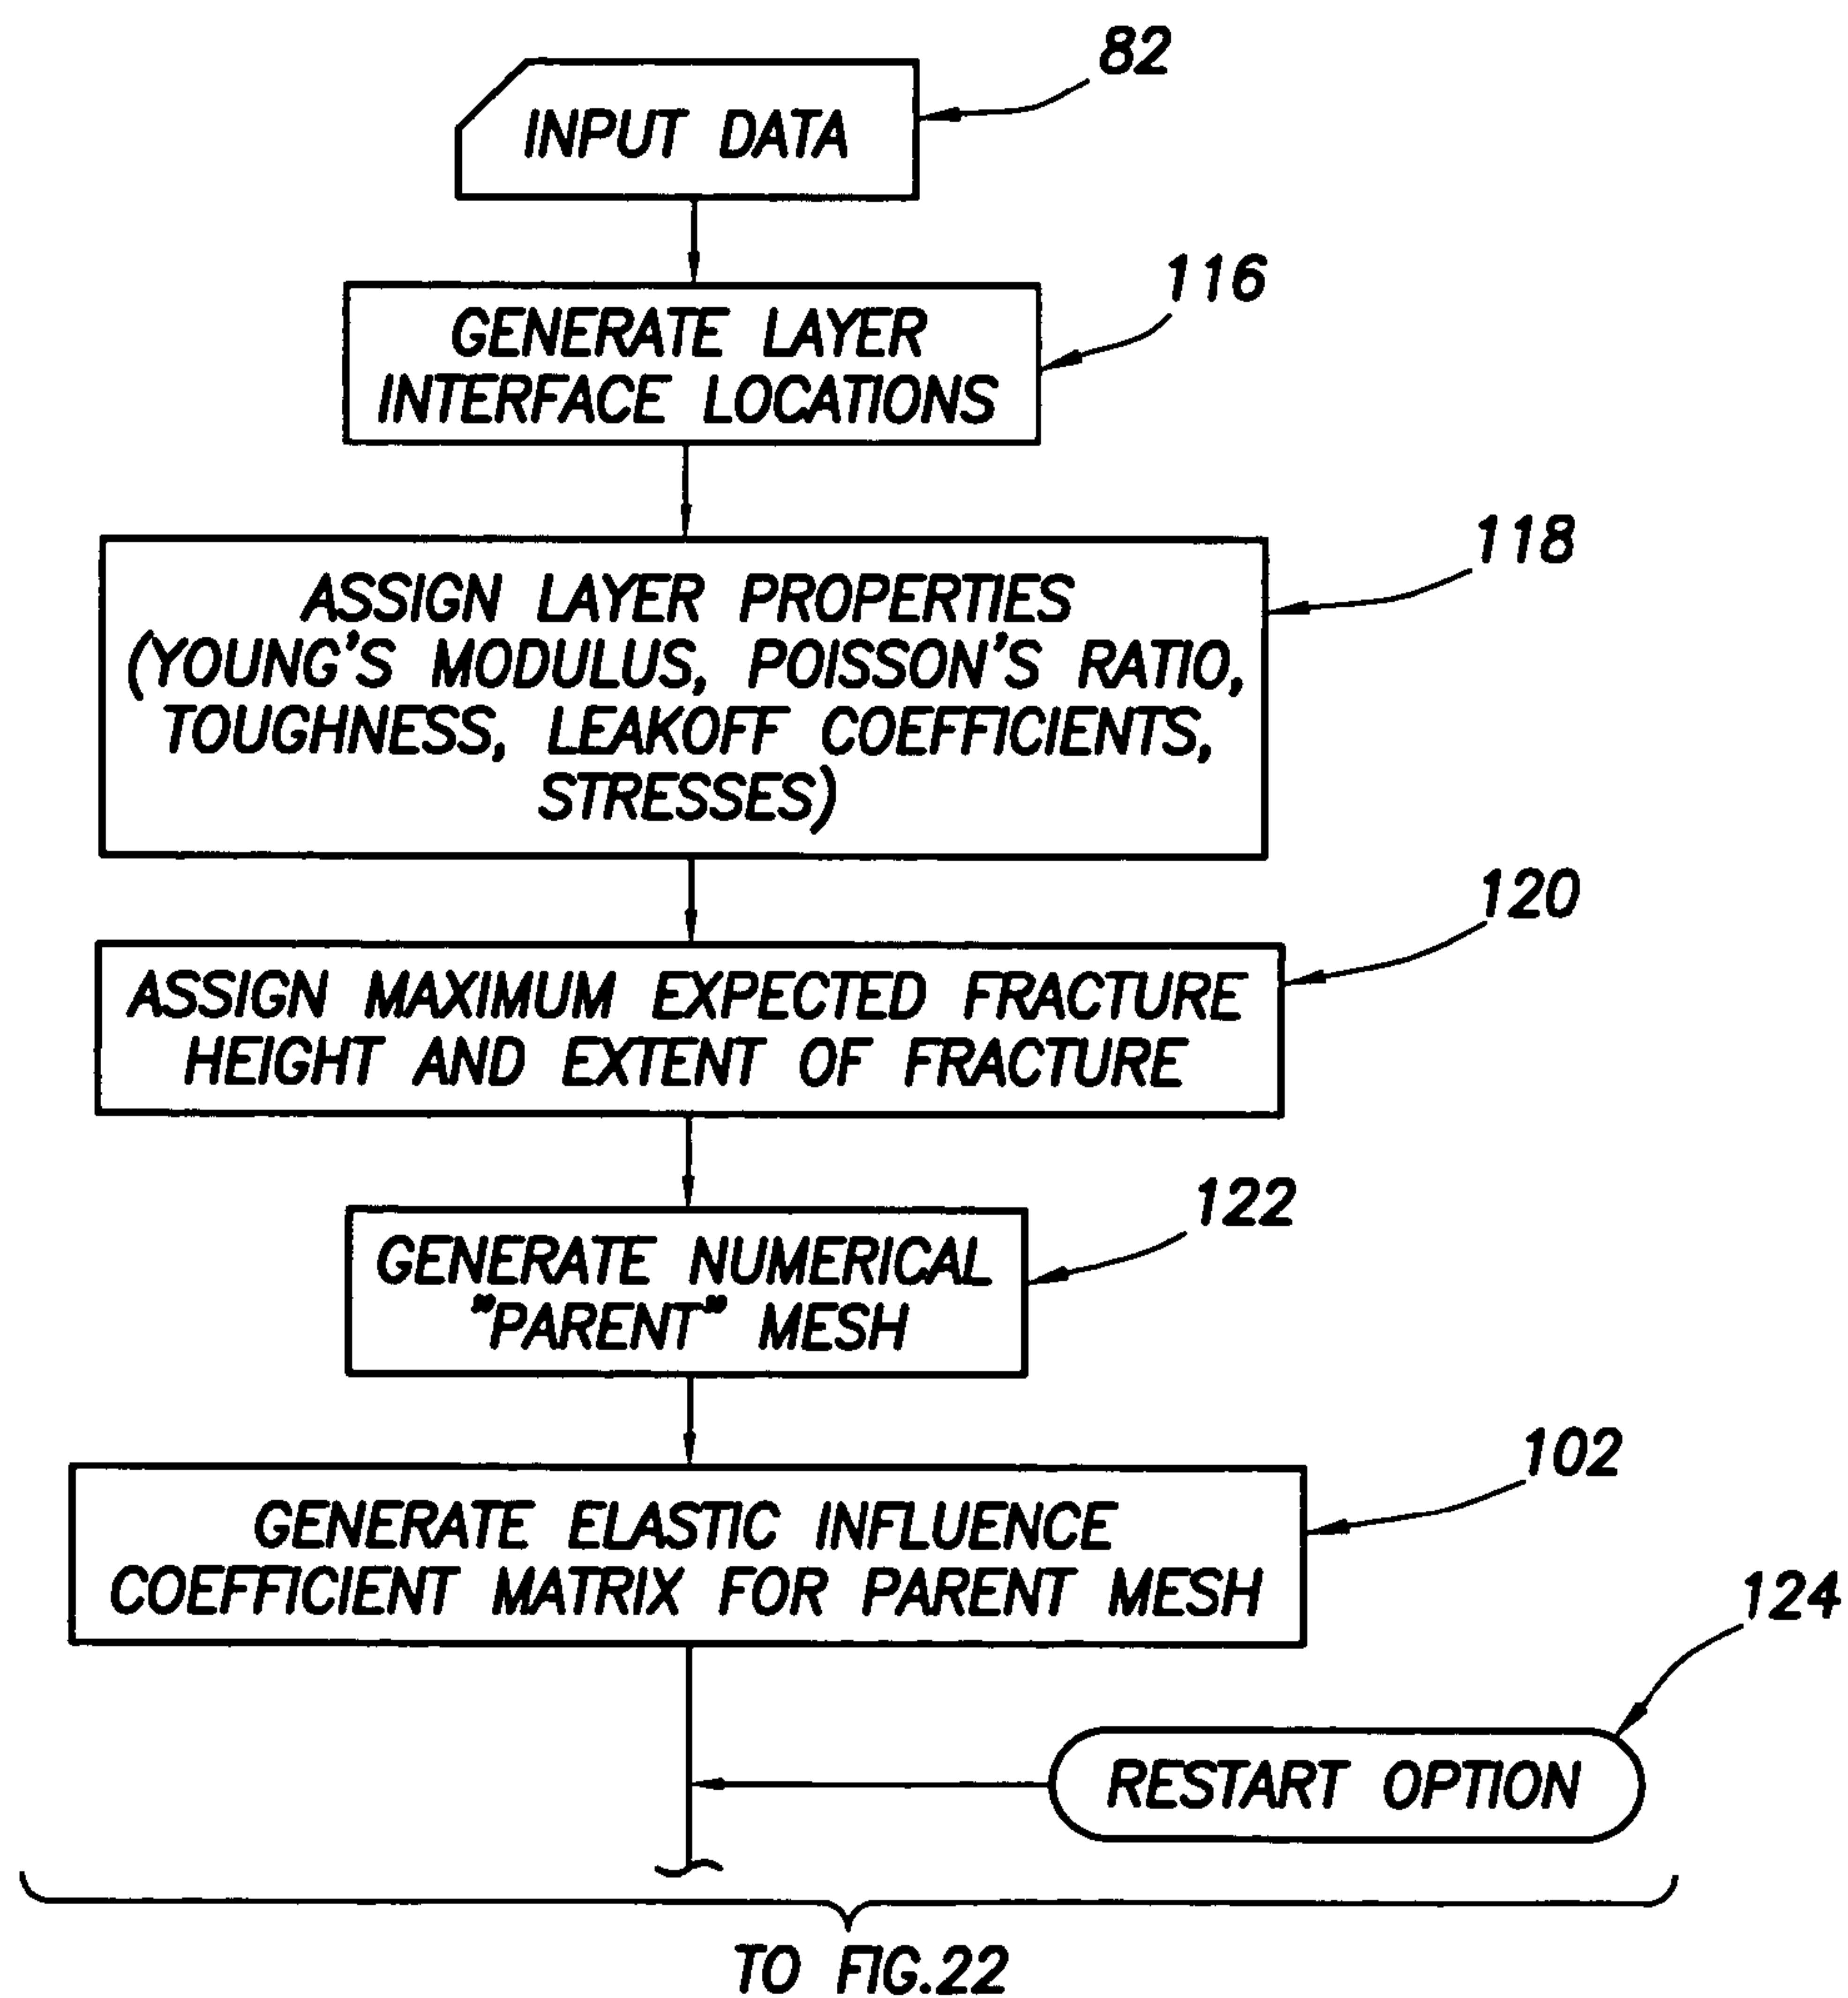 82
INPUT DATA
116
GENERATE LAYER
INTERFACE LOCATIONS
118
ASSIGN LAYER PROPERTIES
(YOUNG'S MODULUS, POISSON'S RATIO,
TOUGHNESS, LEAKOFF COEFFICIENTS,
STRESSES)
120
ASSIGN MAXIMUM EXPECTED FRACTURE
HEIGHT AND EXTENT OF FRACTURE
122
GENERATE NUMERICAL
"PARENT" MESH
102
GENERATE ELASTIC INFLUENCE
COEFFICIENT MATRIX FOR PARENT MESH
124
RESTART OPTION
TO FIG.22